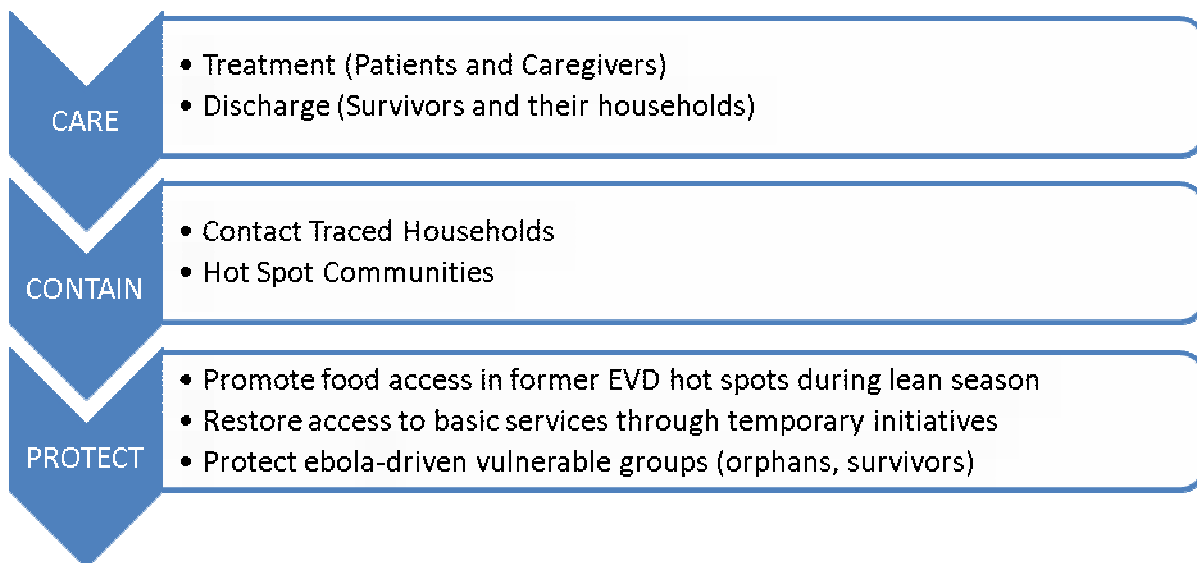 CARE
• Treatment (Patients and Caregivers)
• Discharge (Survivors and their households)
CONTAIN
• Contact Traced Households
• Hot Spot Communities
PROTECT
• Promote food access in former EVD hot spots during lean season
• Restore access to basic services through temporary initiatives
• Protect ebola-driven vulnerable groups (orphans, survivors)